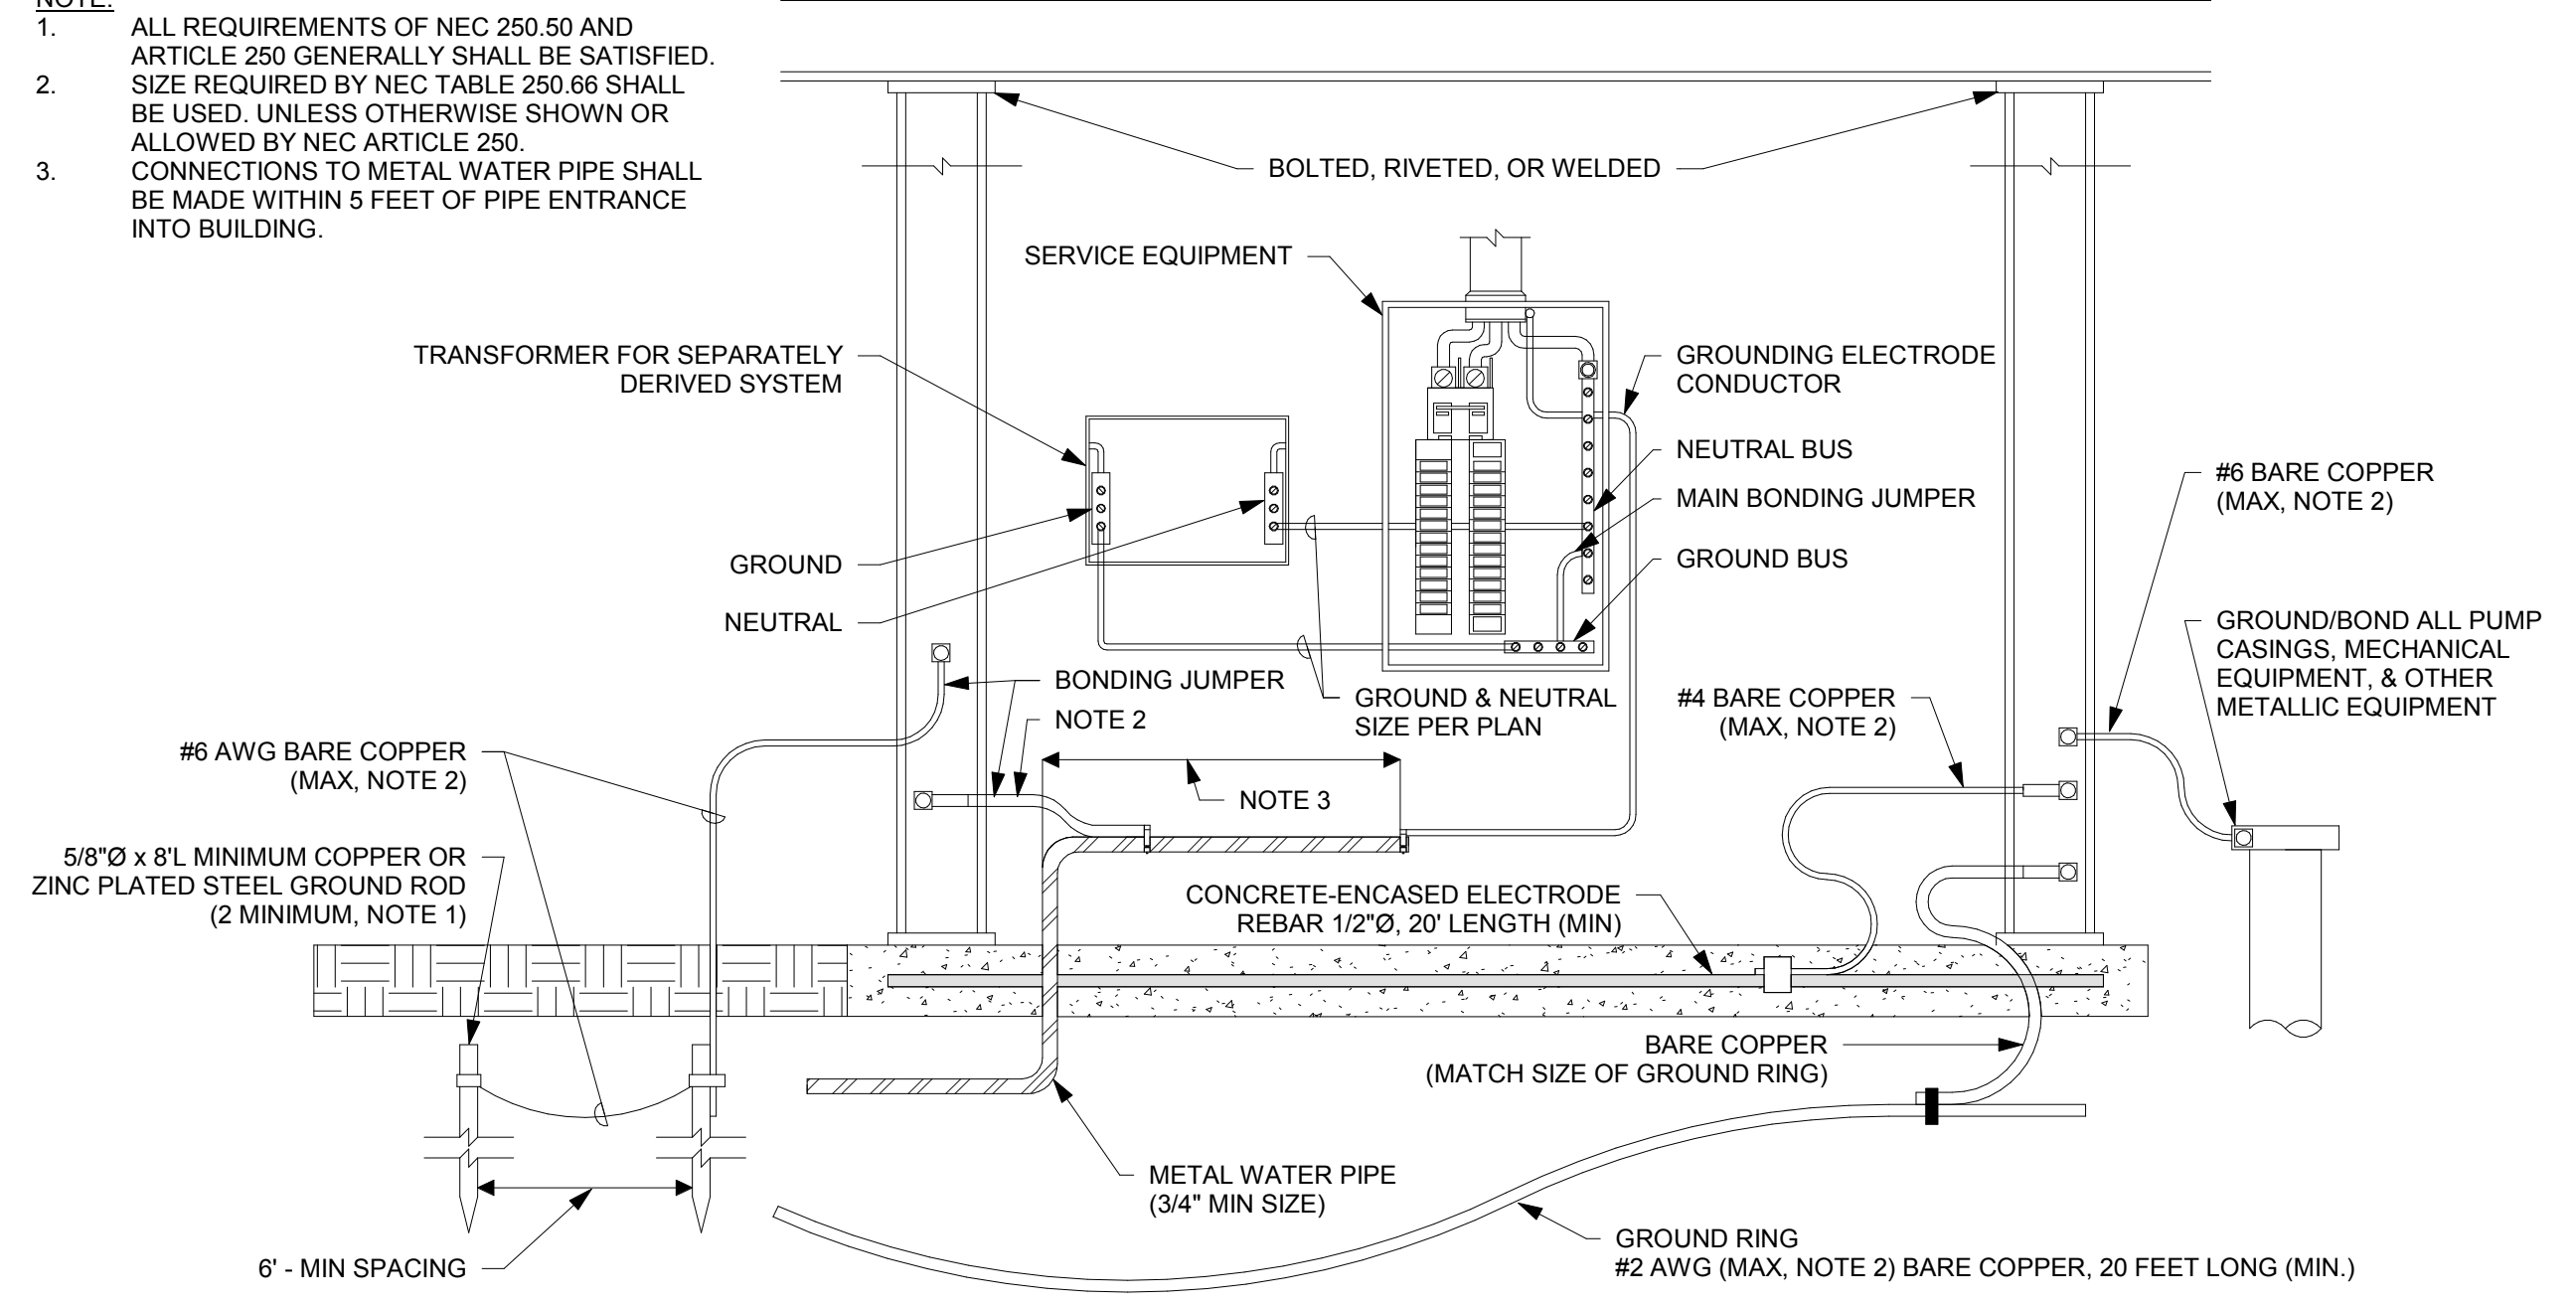 NOTE:
1. ALL REQUIREMENTS OF NEC 250.50 AND
ARTICLE 250 GENERALLY SHALL BE SATISFIED.
2. SIZE REQUIRED BY NEC TABLE 250.66 SHALL
BE USED. UNLESS OTHERWISE SHOWN OR
ALLOWED BY NEC ARTICLE 250.
3. CONNECTIONS TO METAL WATER PIPE SHALL
BE MADE WITHIN 5 FEET OF PIPE ENTRANCE
INTO BUILDING.
BOLTED, RIVETED, OR WELDED
SERVICE EQUIPMENT
TRANSFORMER FOR SEPARATELY
DERIVED SYSTEM
GROUNDING ELECTRODE
CONDUCTOR
NEUTRAL BUS
MAIN BONDING JUMPER
GROUND BUS
#6 BARE COPPER
(MAX, NOTE 2)
GROUND
NEUTRAL
GROUND/BOND ALL PUMP
CASINGS, MECHANICAL
EQUIPMENT, & OTHER
METALLIC EQUIPMENT
BONDING JUMPER
NOTE 2
GROUND & NEUTRAL
SIZE PER PLAN
#4 BARE COPPER
(MAX, NOTE 2)
#6 AWG BARE COPPER
(MAX, NOTE 2)
NOTE 3
5/8"Ø x 8'L MINIMUM COPPER OR
ZINC PLATED STEEL GROUND ROD
(2 MINIMUM, NOTE 1)
CONCRETE-ENCASED ELECTRODE
REBAR 1/2"Ø, 20' LENGTH (MIN)
BARE COPPER
(MATCH SIZE OF GROUND RING)
METAL WATER PIPE
(3/4" MIN SIZE)
6' - MIN SPACING
GROUND RING
#2 AWG (MAX, NOTE 2) BARE COPPER, 20 FEET LONG (MIN.)